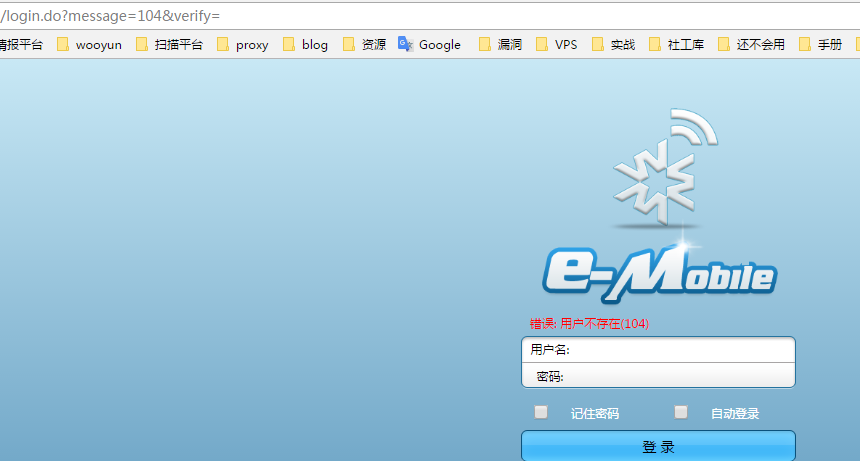 /login.do?message=104&verify=
情报平台 wooyun 扫描平台 proxy blog 资源 Google 漏洞 VPS 实战 社工库 还不会用 手册
e-Mobile
错误: 用户不存在(104)
用户名:
密码:
记住密码 自动登录
登 录